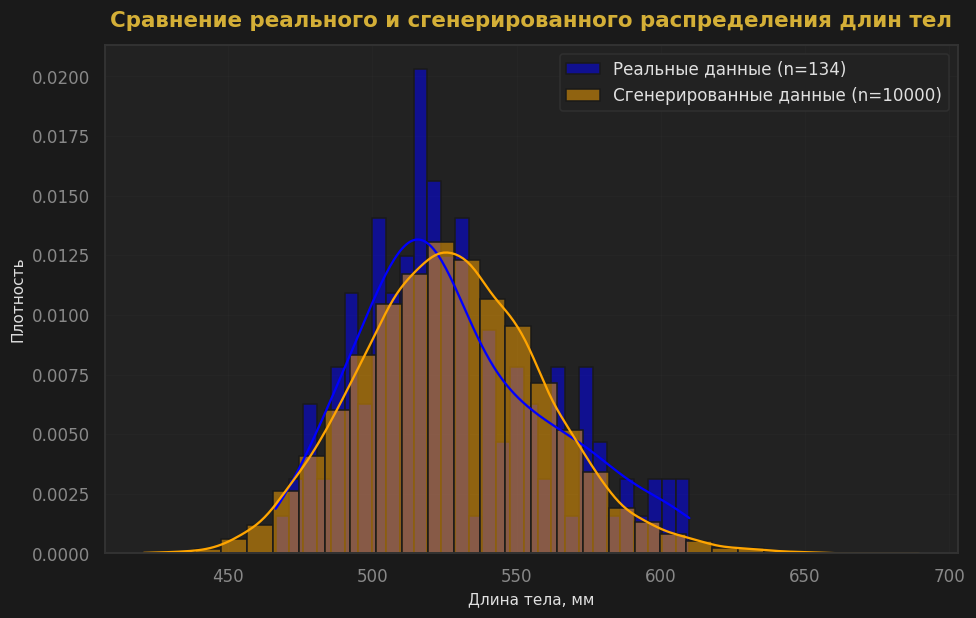 Сравнение реального и сгенерированного распределения длин тел
Реальные данные (n=134)
Сгенерированные данные (n=10000)
0.0200
0.0175
0.0150
0.0125
0.0100
0.0075
0.0050
0.0025
0.0000
Плотность
450 500 550 600 650 700
Длина тела, мм